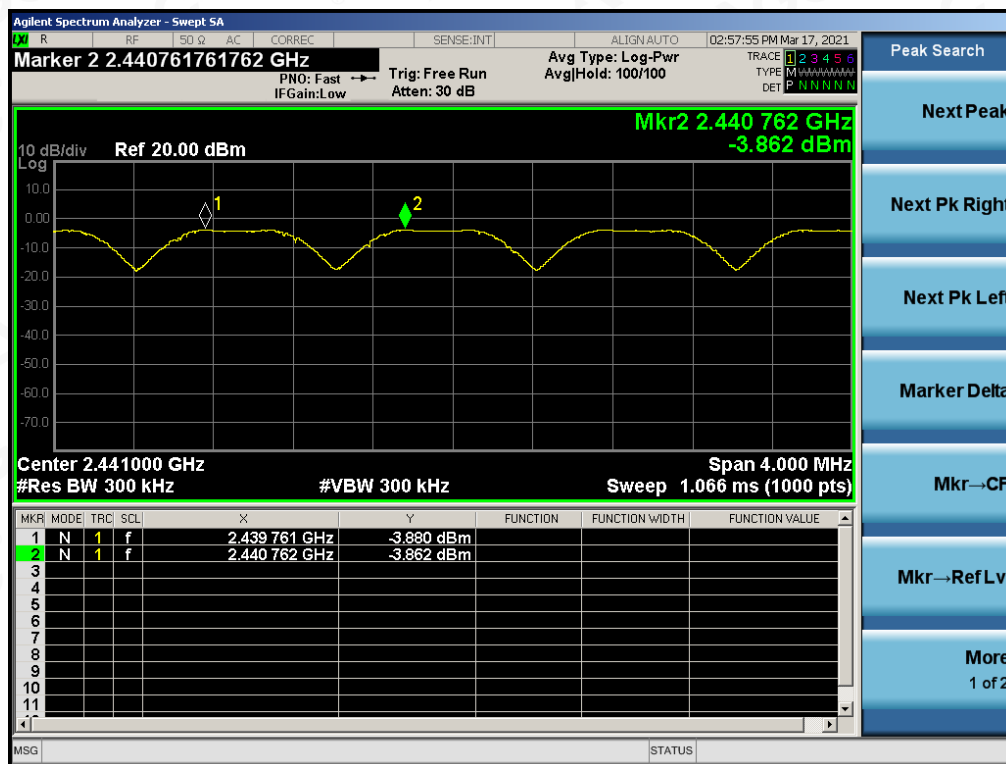 Agilent Spectrum Analyzer - Swept SA
LXI R RF 50 Ω AC CORREC SENSE:INT ALIGN AUTO 02:57:55 PM Mar 17, 2021
Marker 2 2.440761761762 GHz
PNO: Fast
IFGain:Low
Trig: Free Run
Atten: 30 dB
Avg Type: Log-Pwr
Avg|Hold: 100/100
TRACE 1 2 3 4 5 6
TYPE M WWWWW
DET P N N N N N
Mkr2 2.440 762 GHz
-3.862 dBm
10 dB/div Ref 20.00 dBm
Log
10.0
0.00
-10.0
-20.0
-30.0
-40.0
-50.0
-60.0
-70.0
1
2
Center 2.441000 GHz Span 4.000 MHz
#Res BW 300 kHz #VBW 300 kHz Sweep 1.066 ms (1000 pts)
MKR MODE TRC SCL X Y FUNCTION FUNCTION WIDTH FUNCTION VALUE
1 N 1 f 2.439 761 GHz -3.880 dBm
2 N 1 f 2.440 762 GHz -3.862 dBm
3
4
5
6
7
8
9
10
11
MSG STATUS
Peak Search
Next Peak
Next Pk Right
Next Pk Left
Marker Delta
Mkr→CF
Mkr→Ref Lv
More
1 of 2